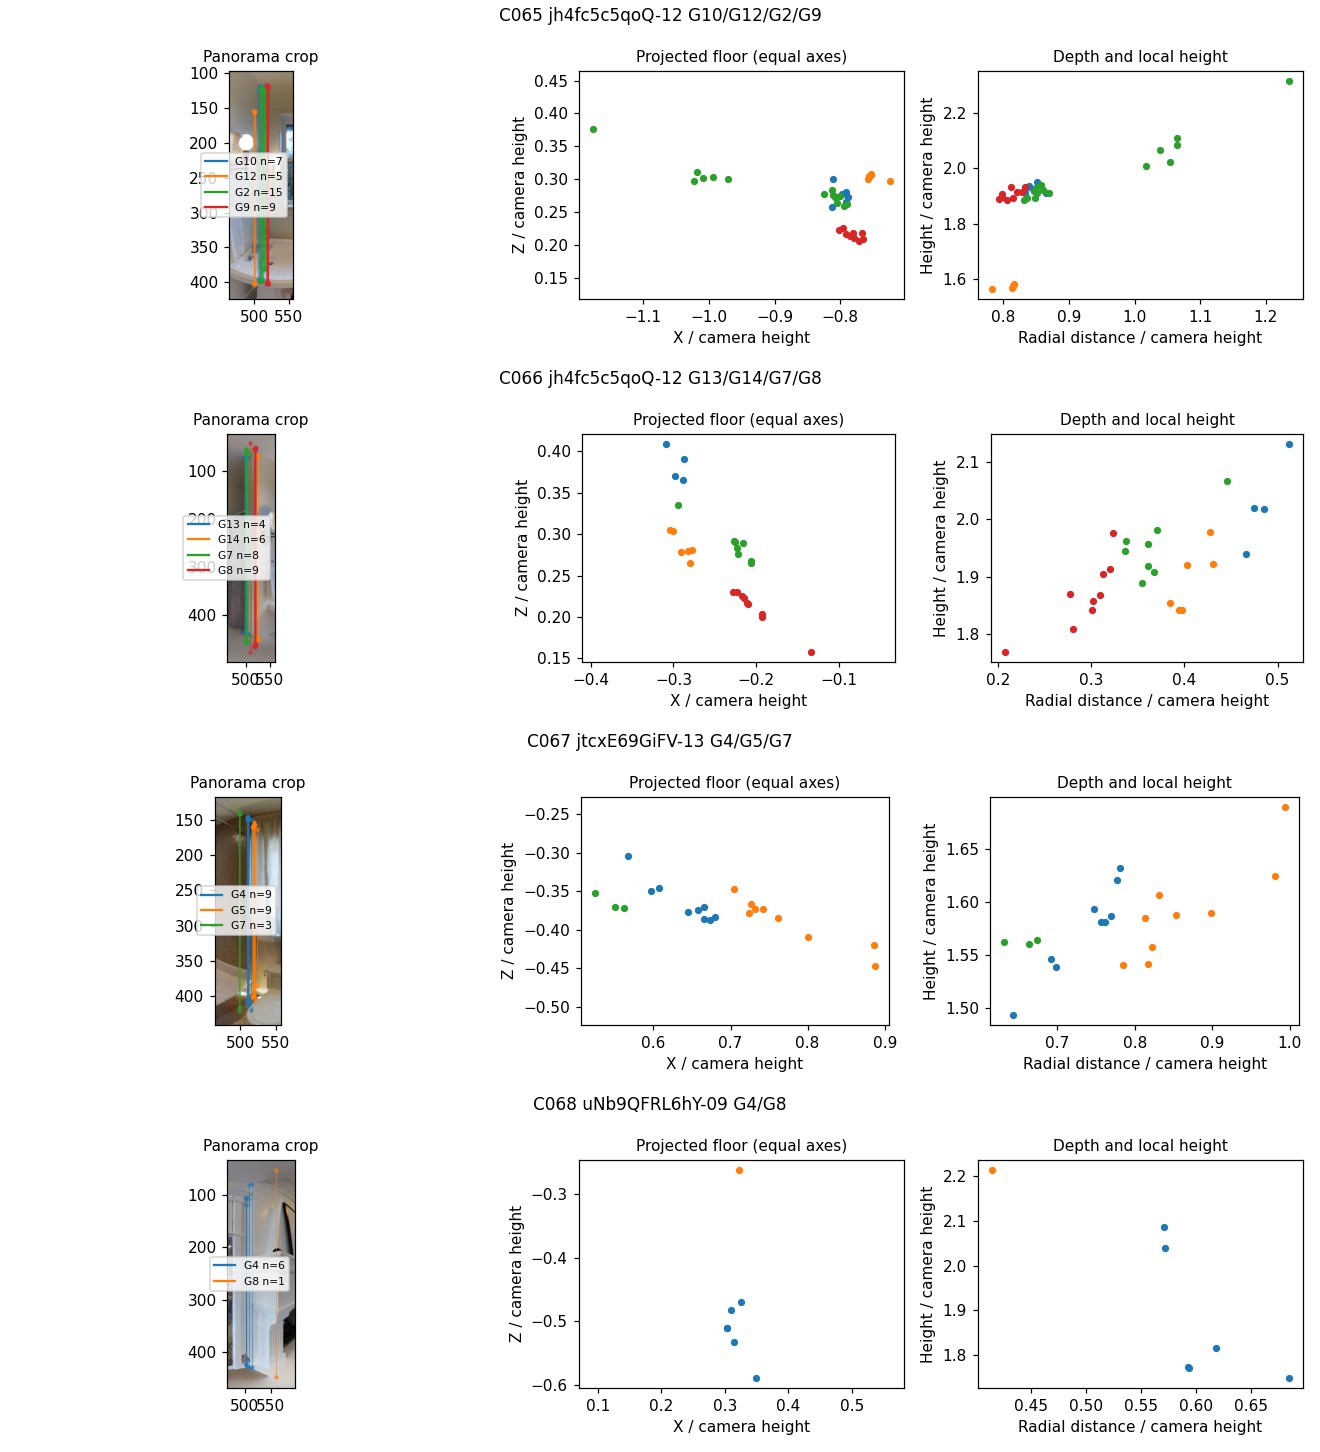 C065 jh4fc5c5qoQ-12 G10/G12/G2/G9
Panorama crop
100
150
200
250
300
350
400
500 550
G10 n=7
G12 n=5
G2 n=15
G9 n=9
Projected floor (equal axes)
Z / camera height
0.45
0.40
0.35
0.30
0.25
0.20
0.15
−1.1 −1.0 −0.9 −0.8
X / camera height
Depth and local height
Height / camera height
2.2
2.0
1.8
1.6
0.8 0.9 1.0 1.1 1.2
Radial distance / camera height
C066 jh4fc5c5qoQ-12 G13/G14/G7/G8
Panorama crop
100
200
300
400
500 550
G13 n=4
G14 n=6
G7 n=8
G8 n=9
Projected floor (equal axes)
Z / camera height
0.40
0.35
0.30
0.25
0.20
0.15
−0.4 −0.3 −0.2 −0.1
X / camera height
Depth and local height
Height / camera height
2.1
2.0
1.9
1.8
0.2 0.3 0.4 0.5
Radial distance / camera height
C067 jtcxE69GiFV-13 G4/G5/G7
Panorama crop
150
200
250
300
350
400
500 550
G4 n=9
G5 n=9
G7 n=3
Projected floor (equal axes)
Z / camera height
−0.25
−0.30
−0.35
−0.40
−0.45
−0.50
0.6 0.7 0.8 0.9
X / camera height
Depth and local height
Height / camera height
1.65
1.60
1.55
1.50
0.7 0.8 0.9 1.0
Radial distance / camera height
C068 uNb9QFRL6hY-09 G4/G8
Panorama crop
100
200
300
400
500 550
G4 n=6
G8 n=1
Projected floor (equal axes)
Z / camera height
−0.3
−0.4
−0.5
−0.6
0.1 0.2 0.3 0.4 0.5
X / camera height
Depth and local height
Height / camera height
2.2
2.1
2.0
1.9
1.8
0.45 0.50 0.55 0.60 0.65
Radial distance / camera height